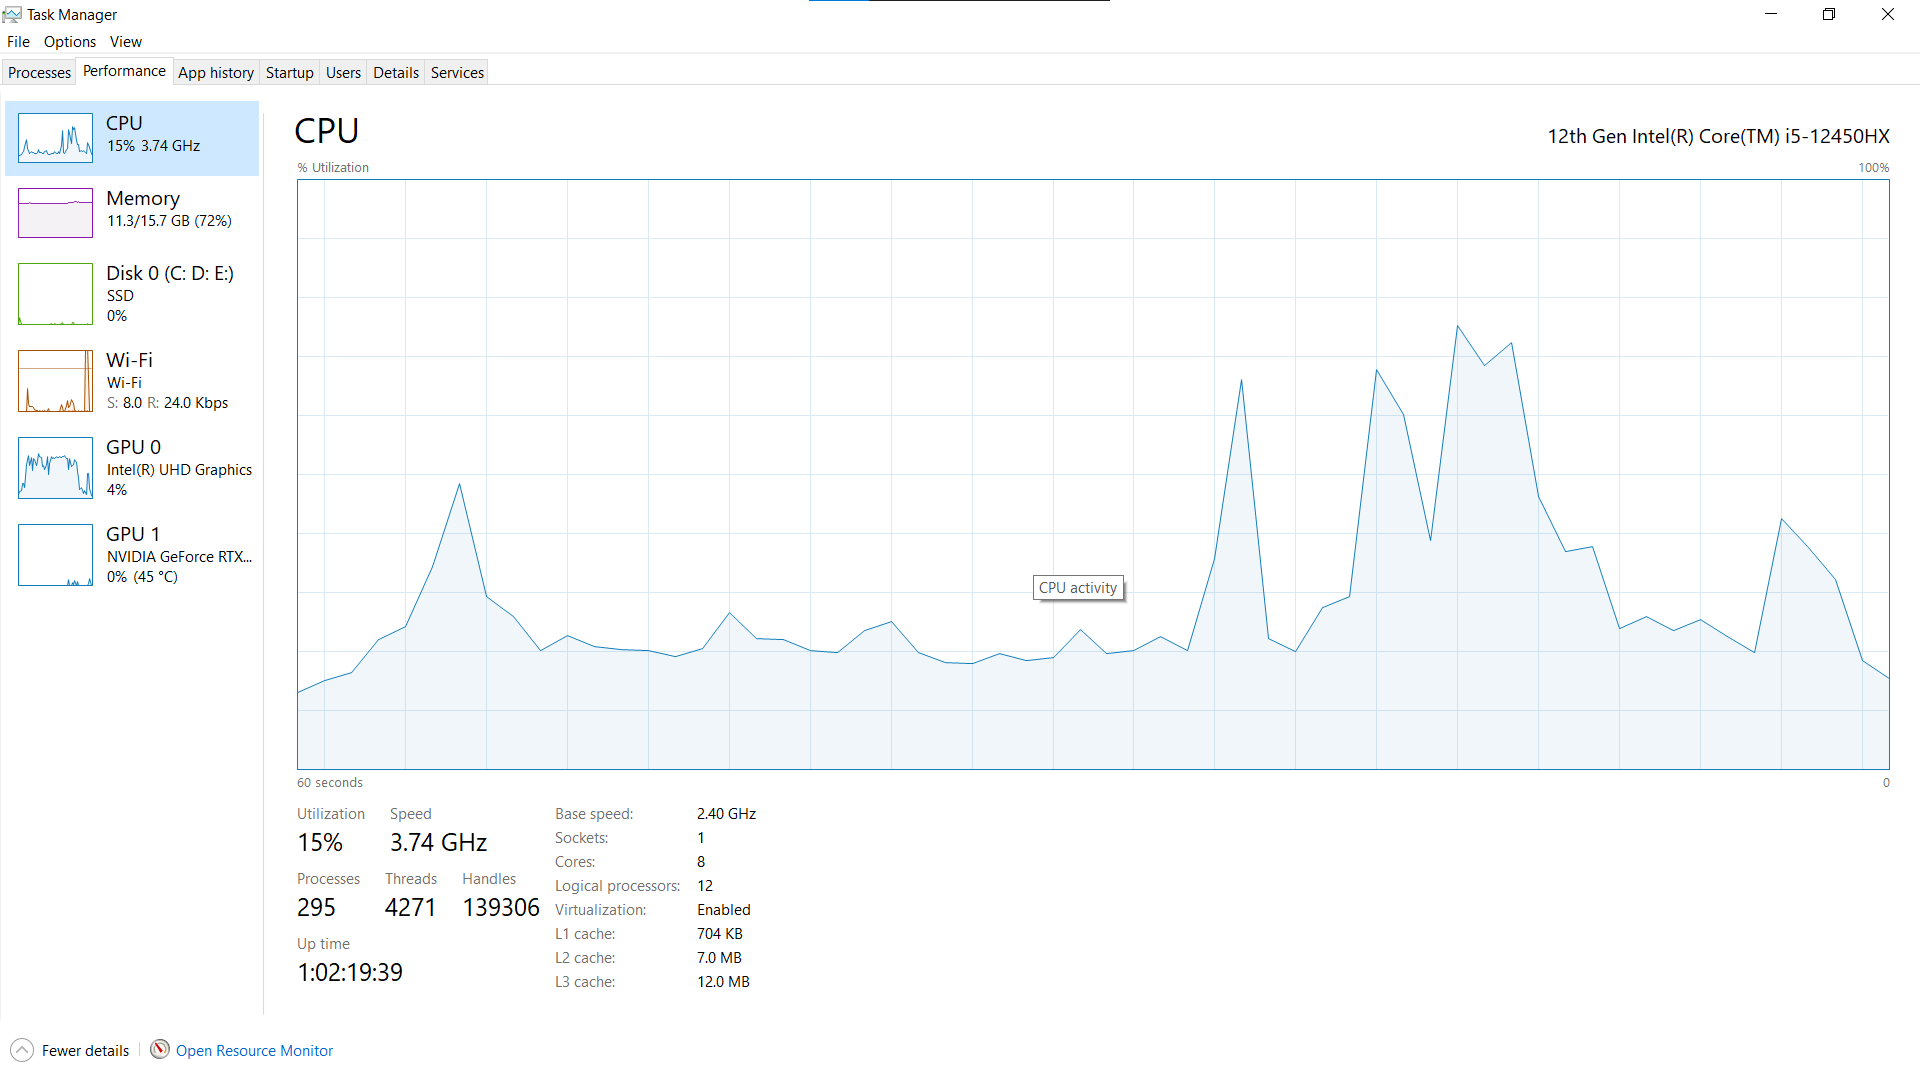 Task Manager
File Options View
Processes Performance App history Startup Users Details Services
CPU
15% 3.74 GHz
Memory
11.3/15.7 GB (72%)
Disk 0 (C: D: E:)
SSD
0%
Wi-Fi
Wi-Fi
S: 8.0 R: 24.0 Kbps
GPU 0
Intel(R) UHD Graphics
4%
GPU 1
NVIDIA GeForce RTX...
0% (45 °C)
CPU
12th Gen Intel(R) Core(TM) i5-12450HX
% Utilization 100%
CPU activity
60 seconds 0
Utilization Speed
15% 3.74 GHz
Processes Threads Handles
295 4271 139306
Up time
1:02:19:39
Base speed: 2.40 GHz
Sockets: 1
Cores: 8
Logical processors: 12
Virtualization: Enabled
L1 cache: 704 KB
L2 cache: 7.0 MB
L3 cache: 12.0 MB
Fewer details Open Resource Monitor